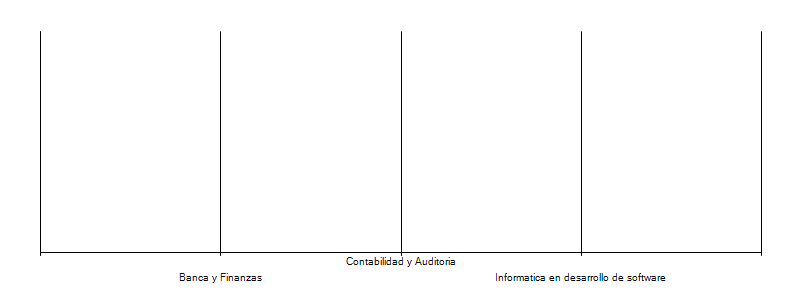 Contabilidad y Auditoria
Banca y Finanzas
Informatica en desarrollo de software